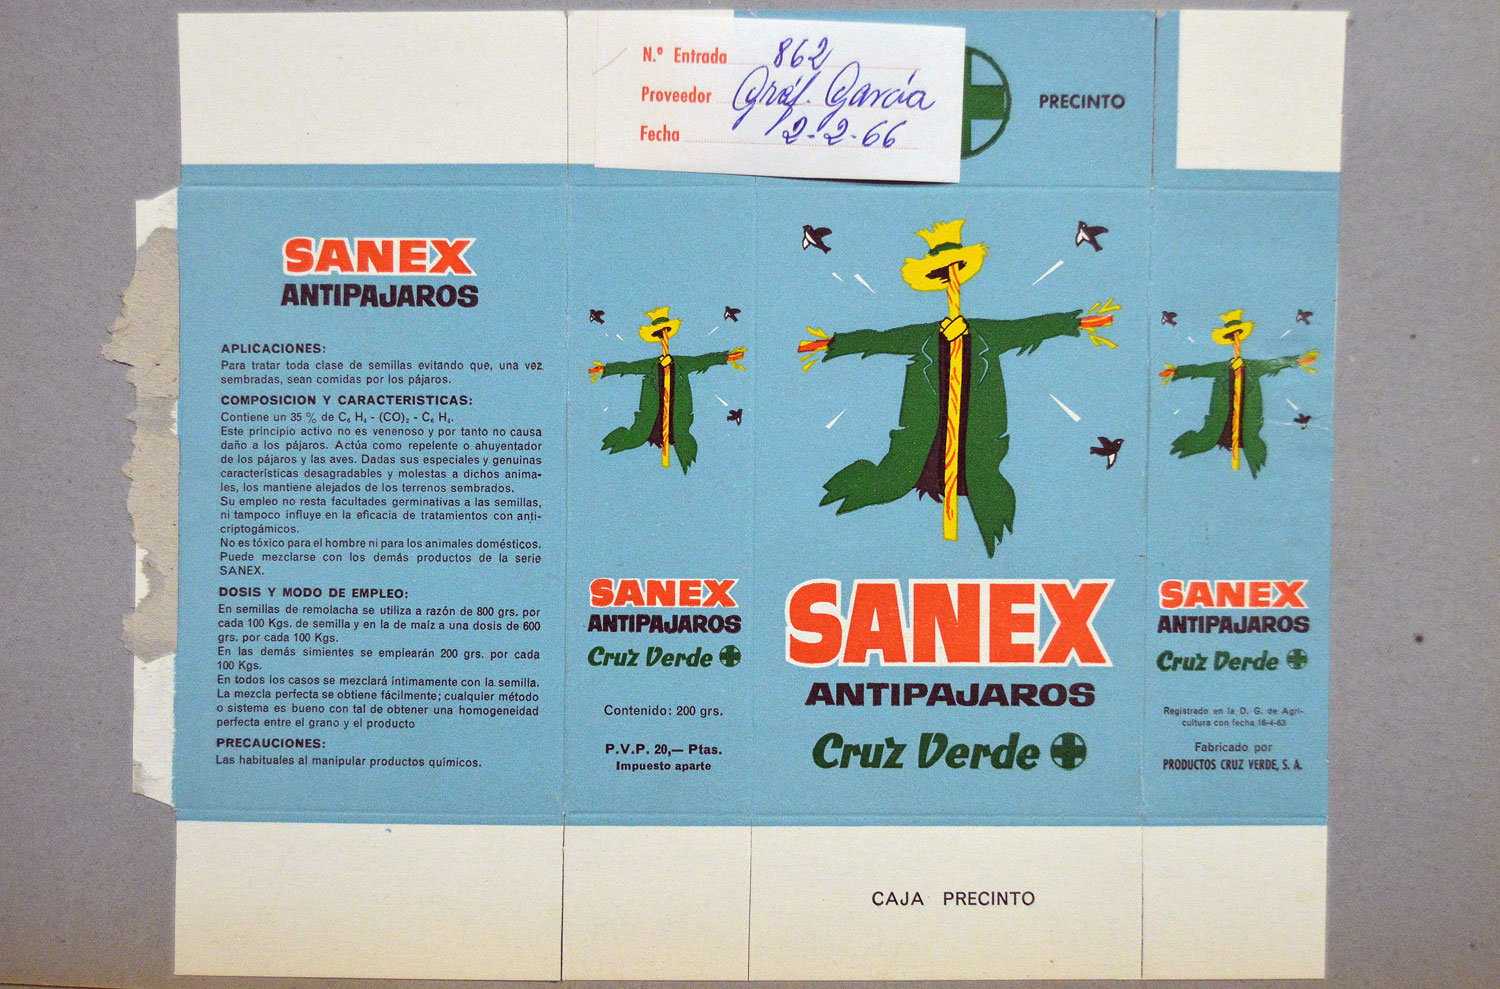 N.º Entrada 862
Proveedor Gráf. García
Fecha 2-2-66
PRECINTO
SANEX
ANTIPAJAROS
APLICACIONES:
Para tratar toda clase de semillas evitando que, una vez
sembradas, sean comidas por los pájaros.
COMPOSICION Y CARACTERISTICAS:
Contiene un 35 % de C₆ H₄ - (CO)₂ - C₆ H₄.
Este principio activo no es venenoso y por tanto no causa
daño a los pájaros. Actúa como repelente o ahuyentador
de los pájaros y las aves. Dadas sus especiales y genuinas
características desagradables y molestas a dichos anima-
les, los mantiene alejados de los terrenos sembrados.
Su empleo no resta facultades germinativas a las semillas,
ni tampoco influye en la eficacia de tratamientos con anti-
criptogámicos.
No es tóxico para el hombre ni para los animales domésticos.
Puede mezclarse con los demás productos de la serie
SANEX.
DOSIS Y MODO DE EMPLEO:
En semillas de remolacha se utiliza a razón de 800 grs. por
cada 100 Kgs. de semilla y en la de maíz a una dosis de 600
grs. por cada 100 Kgs.
En las demás simientes se emplearán 200 grs. por cada
100 Kgs.
En todos los casos se mezclará íntimamente con la semilla.
La mezcla perfecta se obtiene fácilmente; cualquier método
o sistema es bueno con tal de obtener una homogeneidad
perfecta entre el grano y el producto
PRECAUCIONES:
Las habituales al manipular productos químicos.
SANEX
ANTIPAJAROS
Cruz Verde
Contenido: 200 grs.
P.V.P. 20,— Ptas.
Impuesto aparte
SANEX
ANTIPAJAROS
Cruz Verde
SANEX
ANTIPAJAROS
Cruz Verde
Registrado en la D. G. de Agri-
cultura con fecha 16-4-63
Fabricado por
PRODUCTOS CRUZ VERDE, S. A.
CAJA PRECINTO